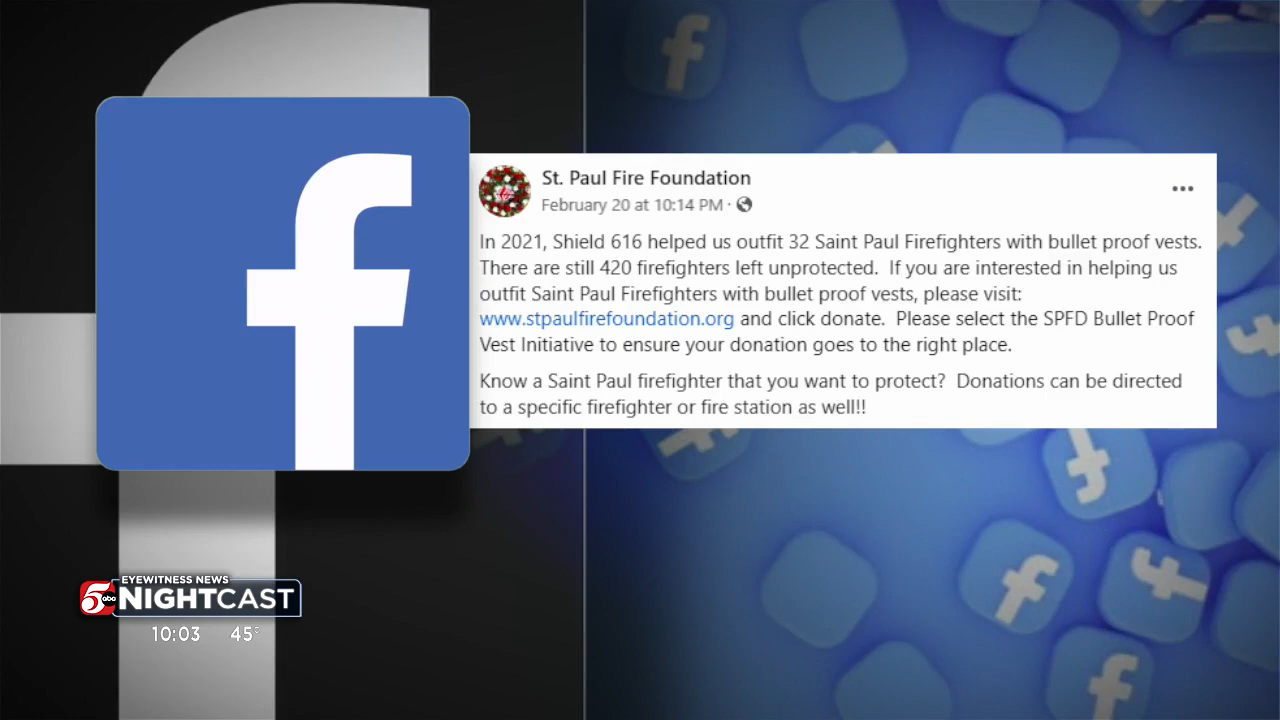 St. Paul Fire Foundation
February 20 at 10:14 PM ·
In 2021, Shield 616 helped us outfit 32 Saint Paul Firefighters with bullet proof vests.
There are still 420 firefighters left unprotected. If you are interested in helping us
outfit Saint Paul Firefighters with bullet proof vests, please visit:
www.stpaulfirefoundation.org and click donate. Please select the SPFD Bullet Proof
Vest Initiative to ensure your donation goes to the right place.
Know a Saint Paul firefighter that you want to protect? Donations can be directed
to a specific firefighter or fire station as well!!
EYEWITNESS NEWS
5 abc NIGHTCAST
10:03 45°